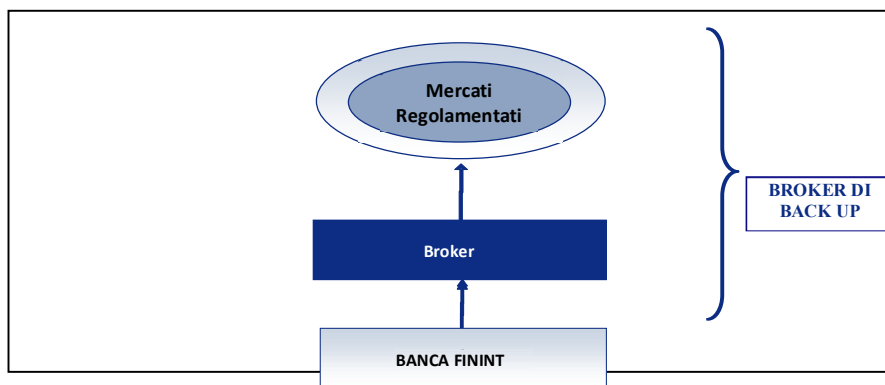 Mercati
Regolamentati
BROKER DI
BACK UP
Broker
BANCA FININT